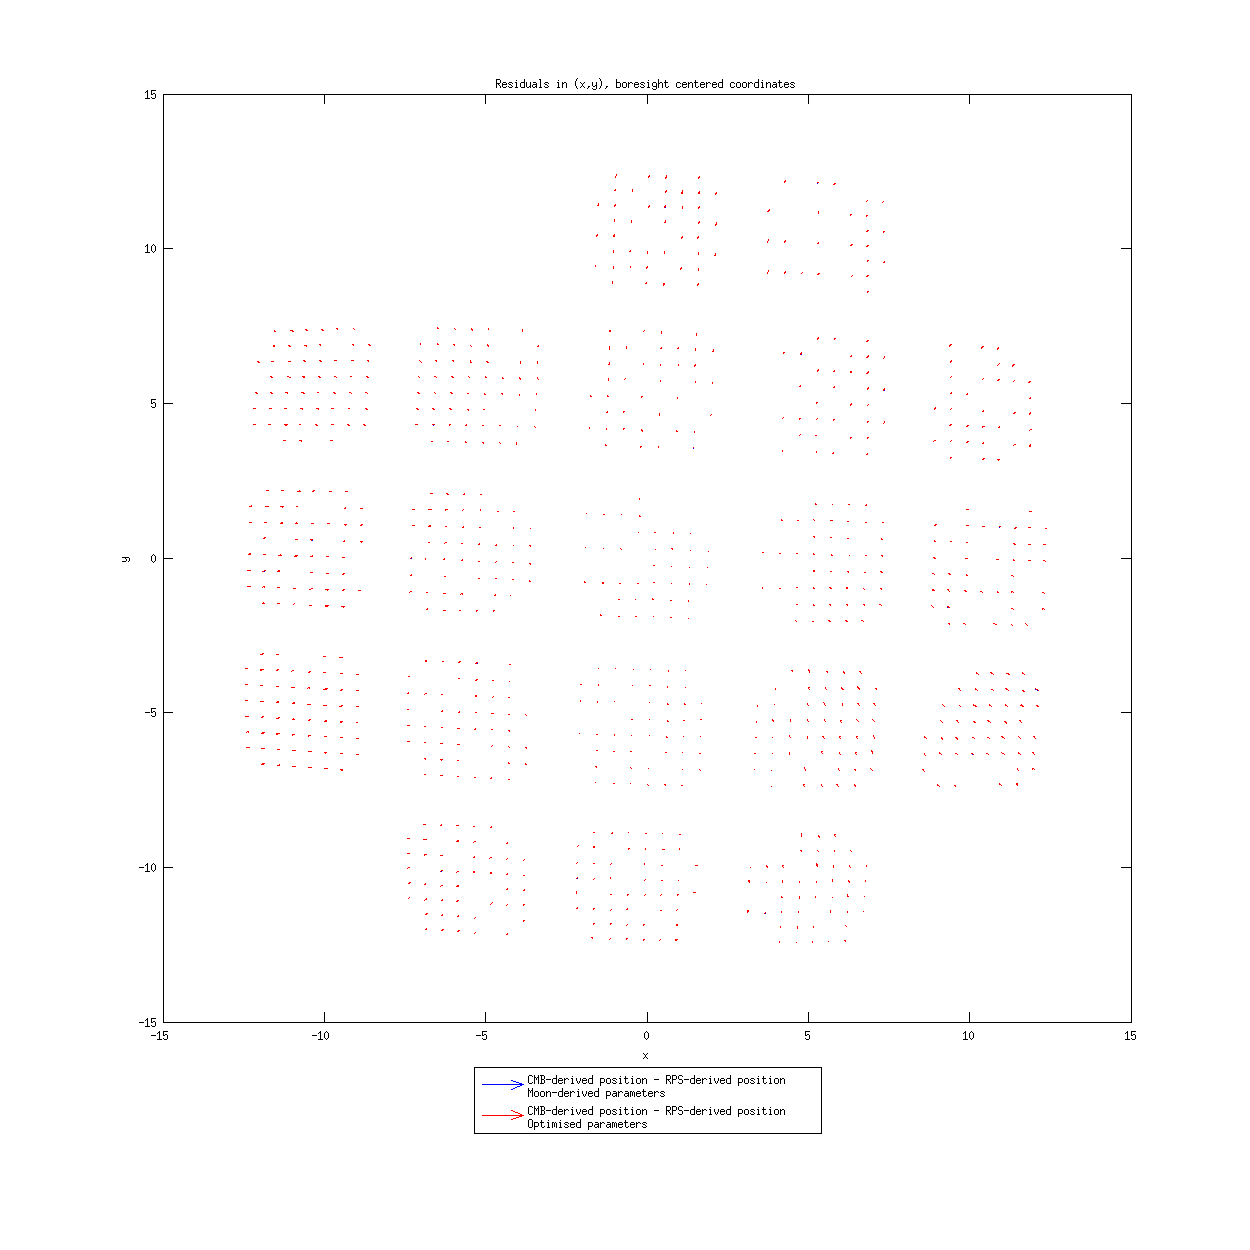 Residuals in (x,y), boresight centered coordinates
15
10
5
0
-5
-10
-15
y
-15
-10
-5
0
5
10
15
x
CMB-derived position - RPS-derived position
Moon-derived parameters
CMB-derived position - RPS-derived position
Optimised parameters